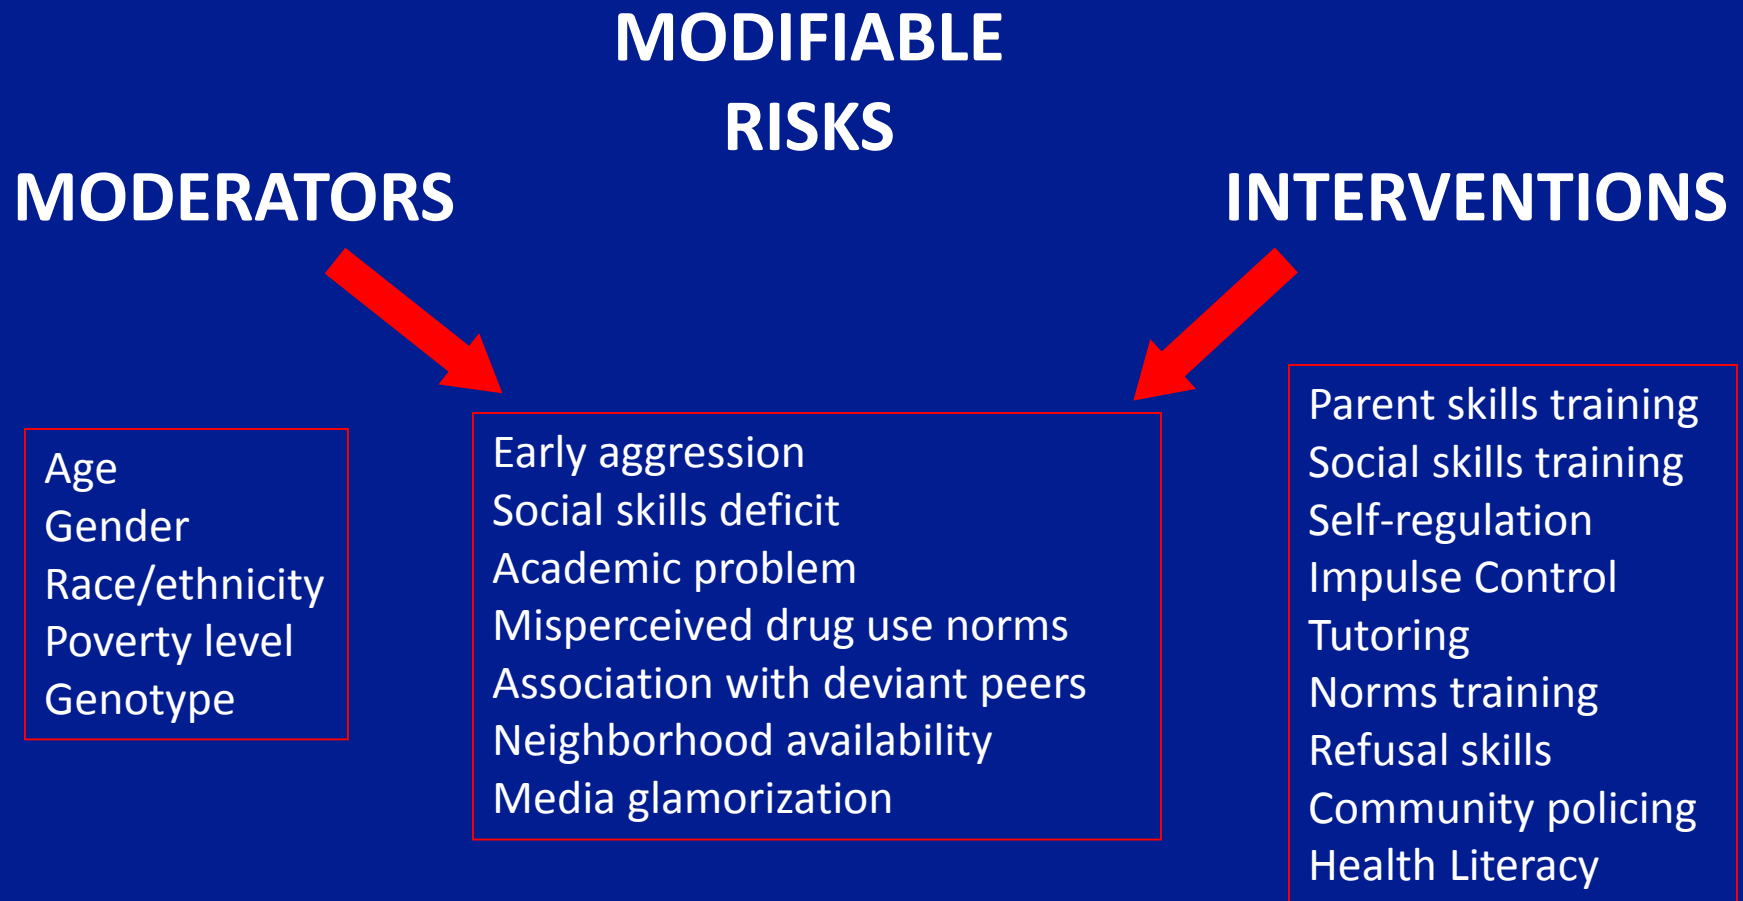 MODIFIABLE
RISKS
MODERATORS
INTERVENTIONS
Age
Gender
Race/ethnicity
Poverty level
Genotype
Early aggression
Social skills deficit
Academic problem
Misperceived drug use norms
Association with deviant peers
Neighborhood availability
Media glamorization
Parent skills training
Social skills training
Self-regulation
Impulse Control
Tutoring
Norms training
Refusal skills
Community policing
Health Literacy